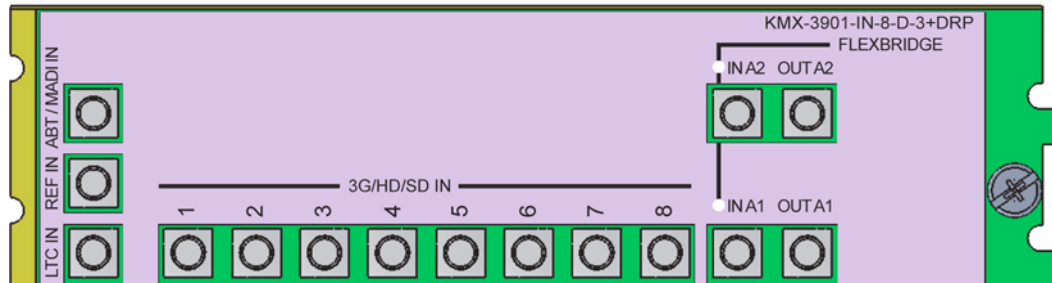 KMX-3901-IN-8-D-3+DRP
FLEXBRIDGE
IN A2 OUT A2
ABT / MADI IN
REF IN
3G/HD/SD IN
1 2 3 4 5 6 7 8
IN A1 OUT A1
LTC IN